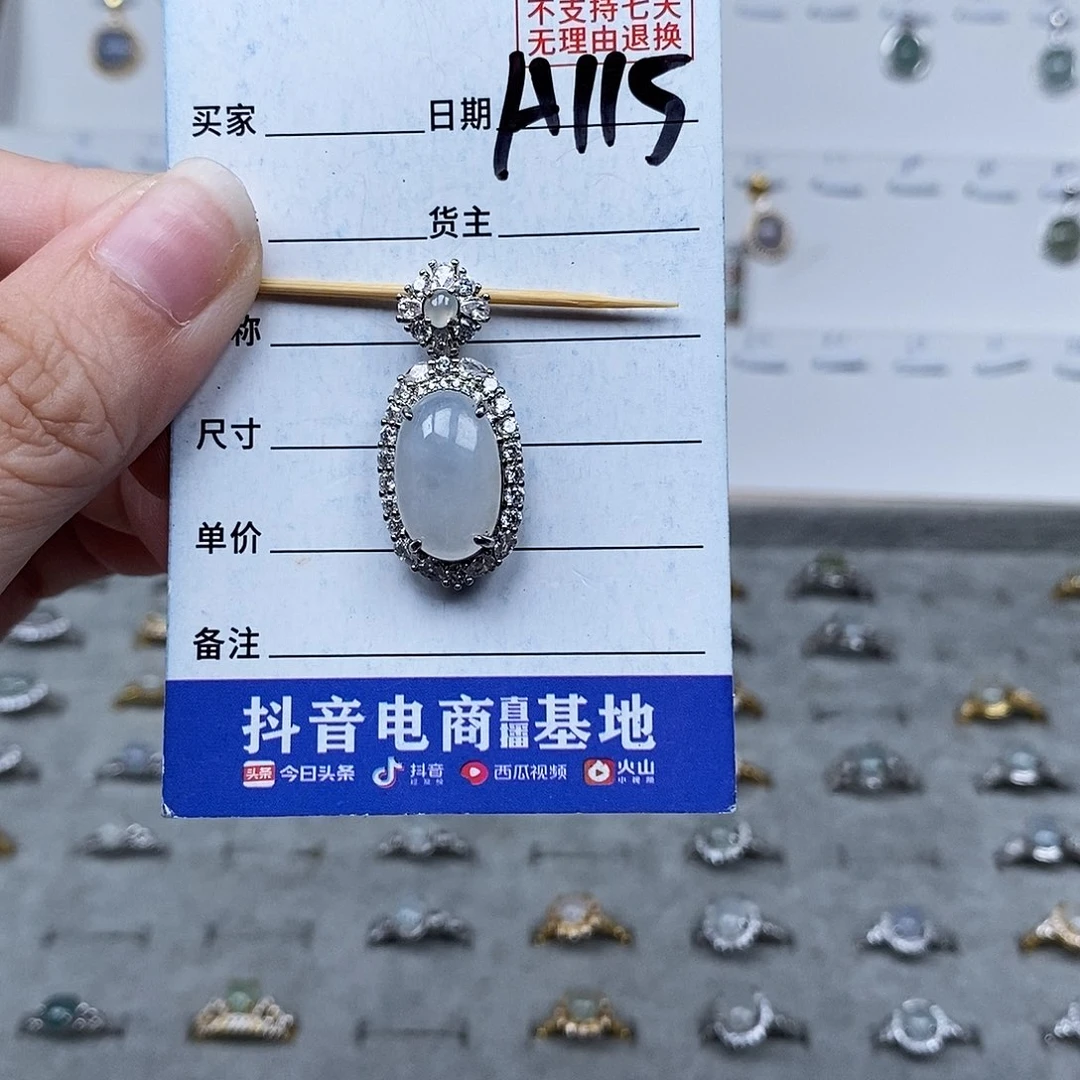 不支持七天
无理由退换
买家 日期 A115
货主
称
尺寸
单价
备注
抖音电商直播基地
头条 今日头条 抖音 西瓜视频 火山